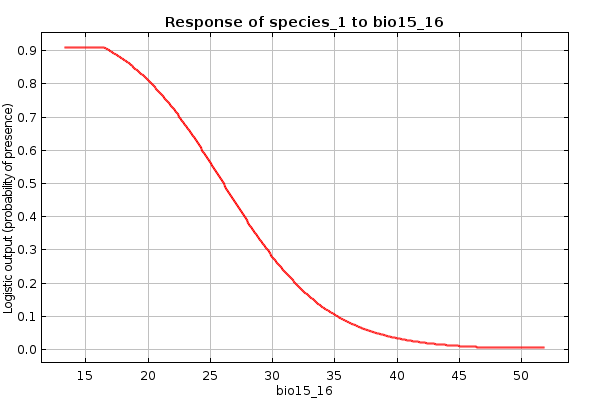 Response of species_1 to bio15_16
Logistic output (probability of presence)
0.9
0.8
0.7
0.6
0.5
0.4
0.3
0.2
0.1
0.0
15 20 25 30 35 40 45 50
bio15_16